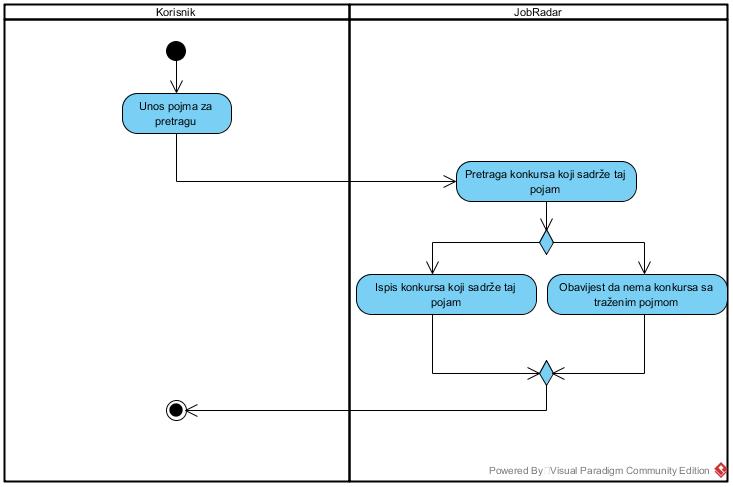 Korisnik
JobRadar
Unos pojma za
pretragu
Pretraga konkursa koji sadrže taj
pojam
Ispis konkursa koji sadrže taj
pojam
Obavijest da nema konkursa sa
traženim pojmom
Powered By Visual Paradigm Community Edition